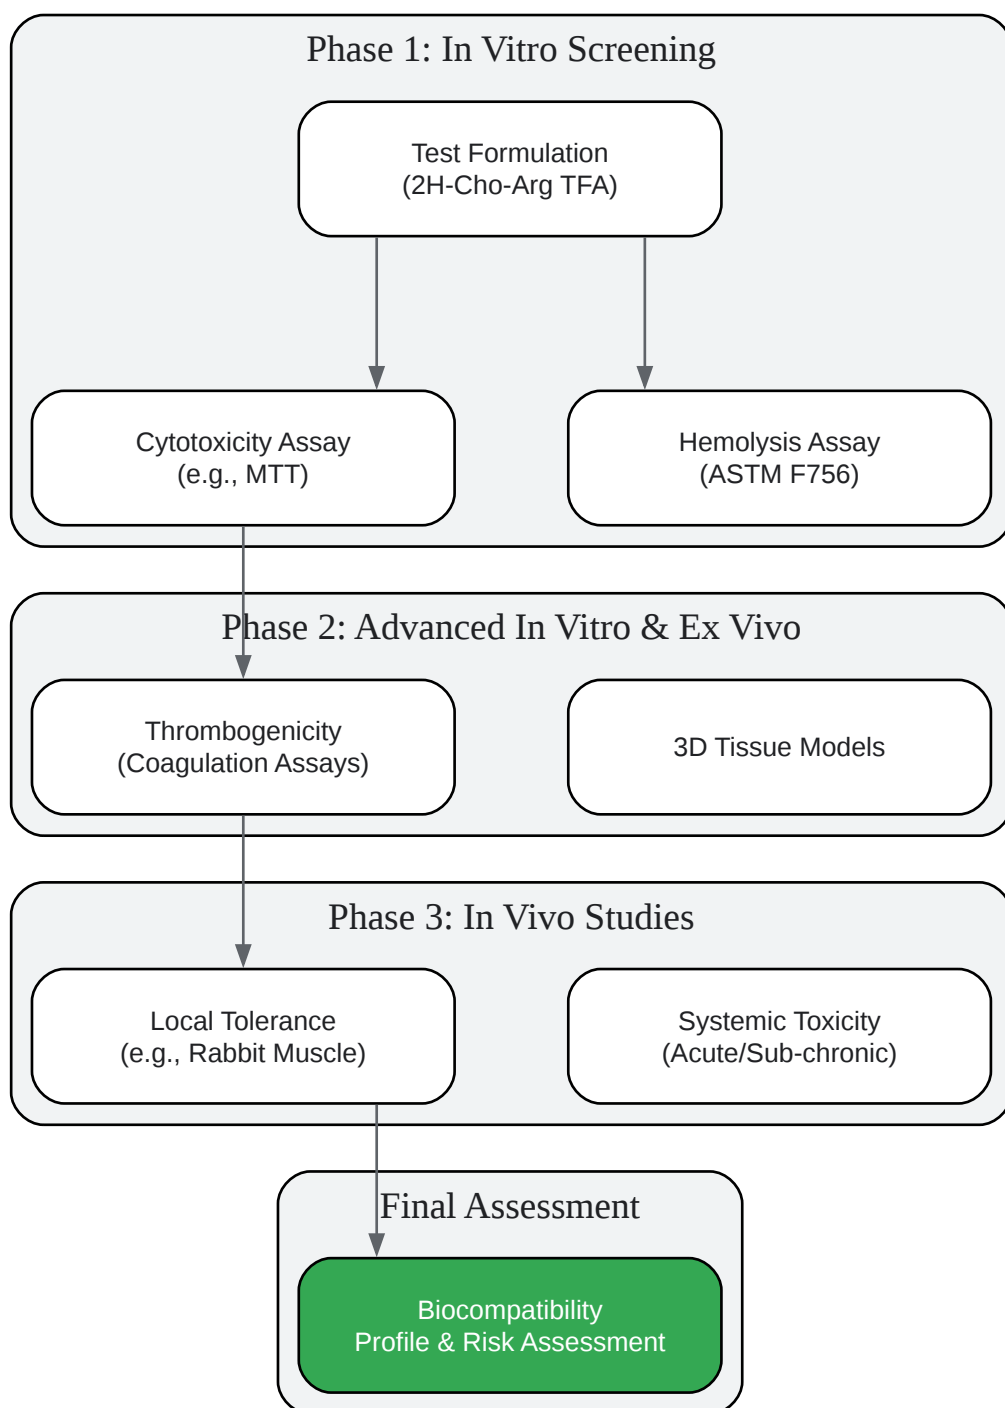 Phase 1: In Vitro Screening
Test Formulation
(2H-Cho-Arg TFA)
Cytotoxicity Assay
(e.g., MTT)
Hemolysis Assay
(ASTM F756)
Phase 2: Advanced In Vitro & Ex Vivo
Thrombogenicity
(Coagulation Assays)
3D Tissue Models
Phase 3: In Vivo Studies
Local Tolerance
(e.g., Rabbit Muscle)
Systemic Toxicity
(Acute/Sub-chronic)
Final Assessment
Biocompatibility
Profile & Risk Assessment